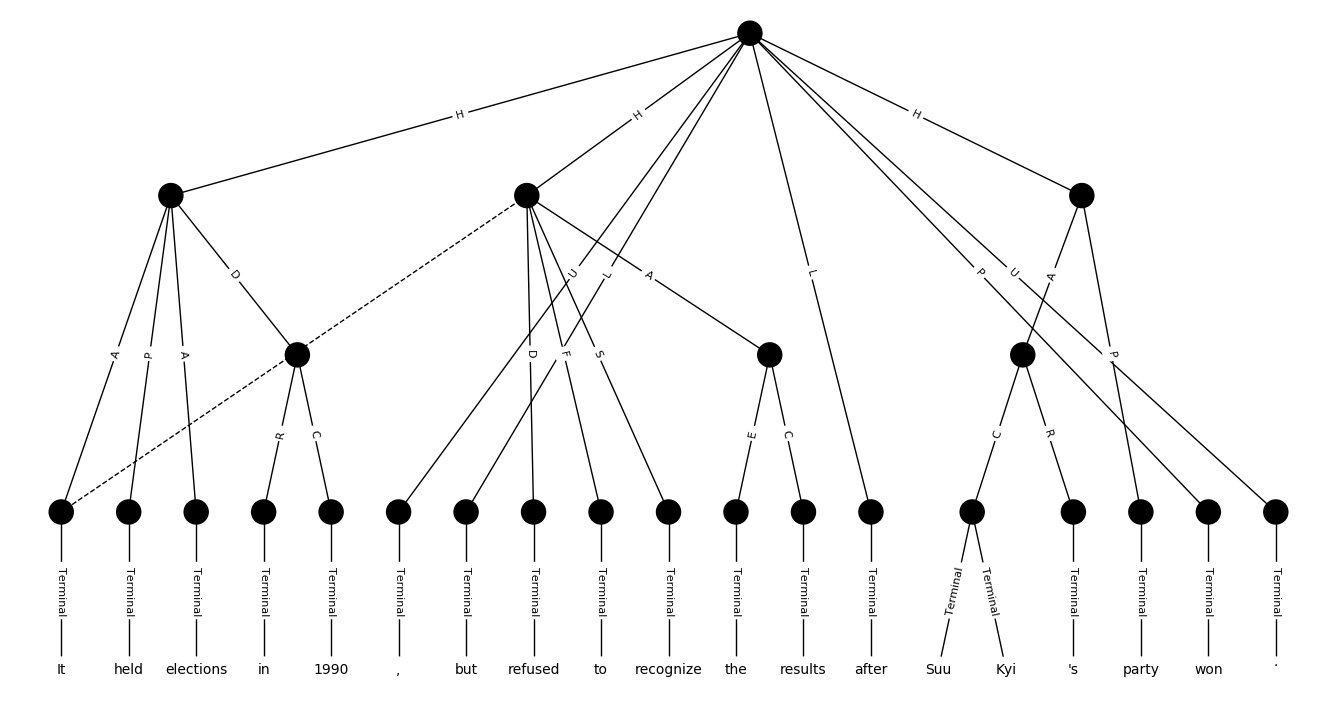 H H H
D U L A L P U A
A P A D F S P
R C E C C R
Terminal Terminal Terminal Terminal Terminal Terminal Terminal Terminal Terminal Terminal Terminal Terminal Terminal Terminal Terminal Terminal Terminal Terminal Terminal
It held elections in 1990 , but refused to recognize the results after Suu Kyi 's party won .